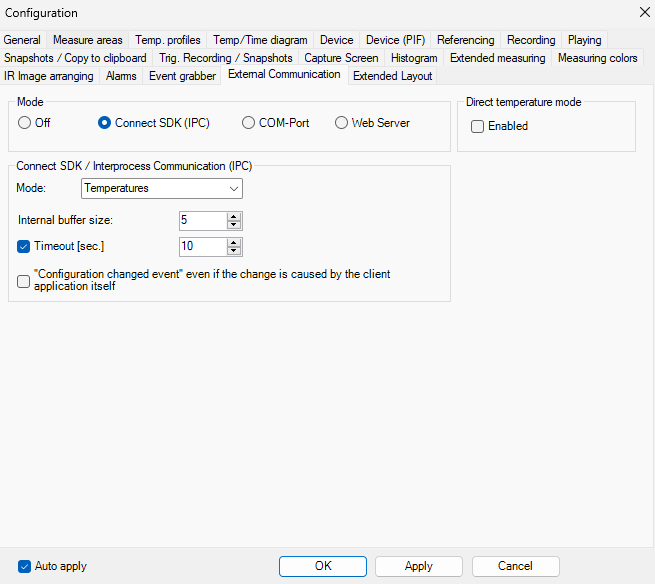 Configuration
General Measure areas Temp. profiles Temp/Time diagram Device Device (PIF) Referencing Recording Playing
Snapshots / Copy to clipboard Trig. Recording / Snapshots Capture Screen Histogram Extended measuring Measuring colors
IR Image arranging Alarms Event grabber External Communication Extended Layout
Mode
Off Connect SDK (IPC) COM-Port Web Server
Direct temperature mode
Enabled
Connect SDK / Interprocess Communication (IPC)
Mode: Temperatures
Internal buffer size: 5
Timeout [sec.] 10
"Configuration changed event" even if the change is caused by the client
application itself
Auto apply OK Apply Cancel